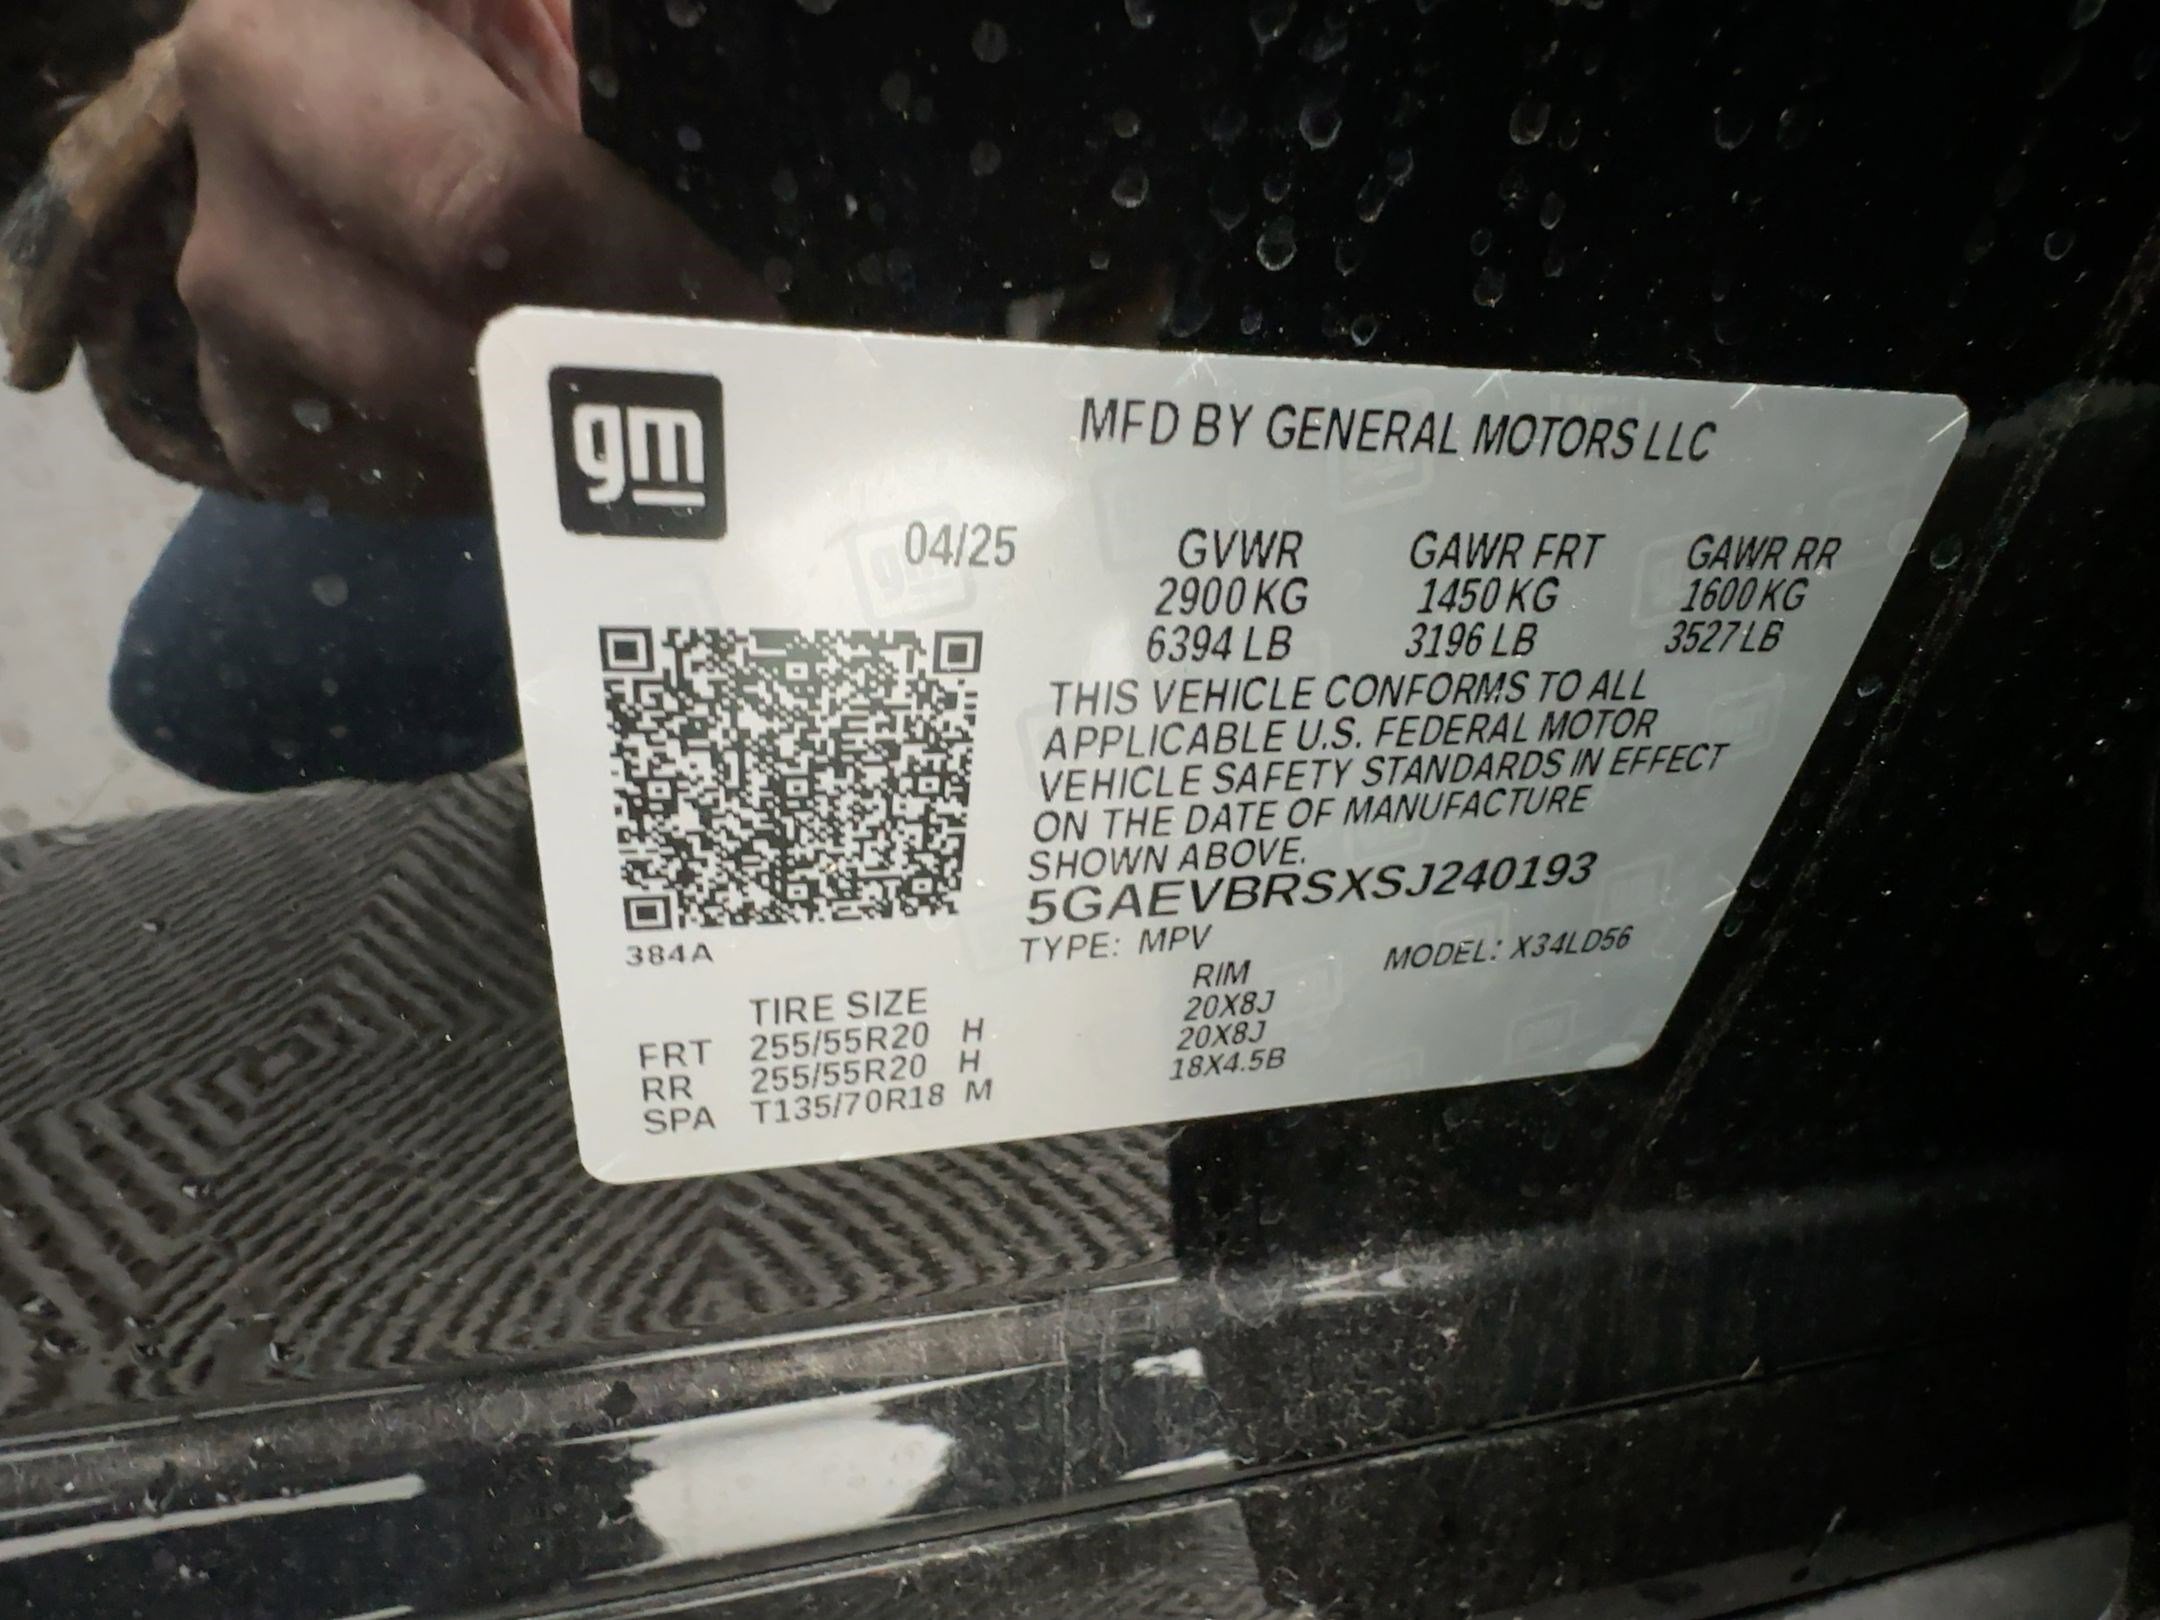 gm
MFD BY GENERAL MOTORS LLC
04/25
GVWR GAWR FRT GAWR RR
2900 KG 1450 KG 1600 KG
6394 LB 3196 LB 3527 LB
THIS VEHICLE CONFORMS TO ALL
APPLICABLE U.S. FEDERAL MOTOR
VEHICLE SAFETY STANDARDS IN EFFECT
ON THE DATE OF MANUFACTURE
SHOWN ABOVE.
5GAEVBRSXSJ240193
384A
TYPE: MPV MODEL: X34LD56
TIRE SIZE RIM
FRT 255/55R20 H 20X8J
RR 255/55R20 H 20X8J
SPA T135/70R18 M 18X4.5B